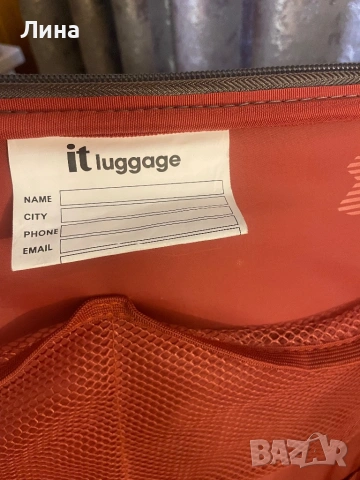 Лина
it luggage
NAME
CITY
PHONE
EMAIL
BAZAR